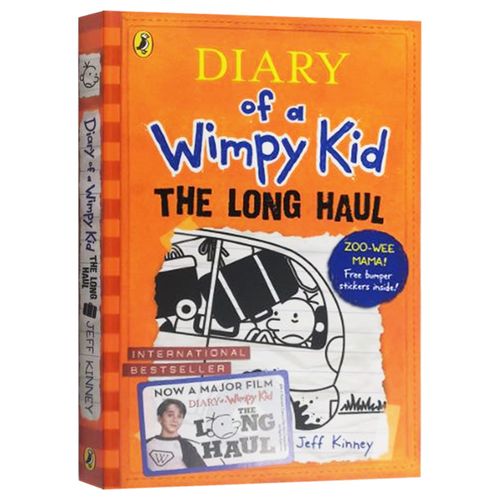 DIARY
of a
Wimpy Kid
THE LONG HAUL
ZOO-WEE
MAMA!
Free bumper
stickers inside!
INTERNATIONAL
BESTSELLER
NOW A MAJOR FILM
DIARY of a Wimpy Kid
THE
LONG
HAUL
W
Jeff Kinney
Diary of a Wimpy Kid
THE LONG
HAUL
JEFF KINNEY